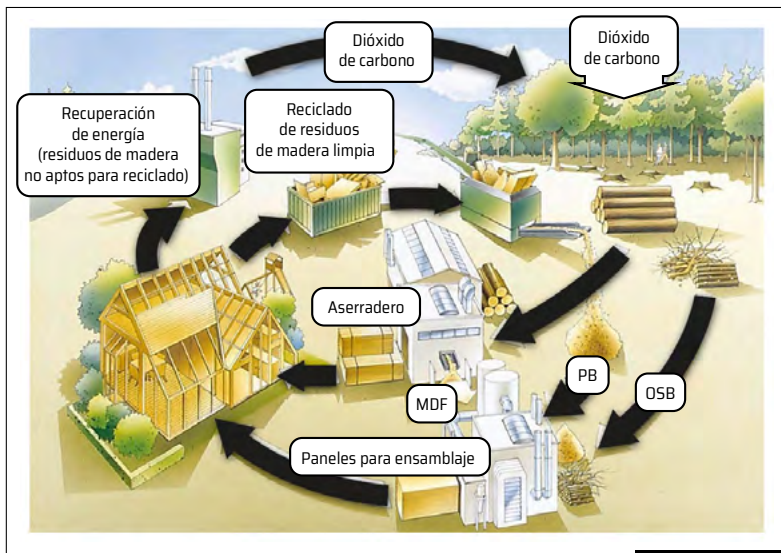 Dióxido
de carbono
Dióxido
de carbono
Recuperación
de energía
(residuos de madera
no aptos para reciclado)
Reciclado
de residuos
de madera limpia
Aserradero
MDF
PB
OSB
Paneles para ensamblaje